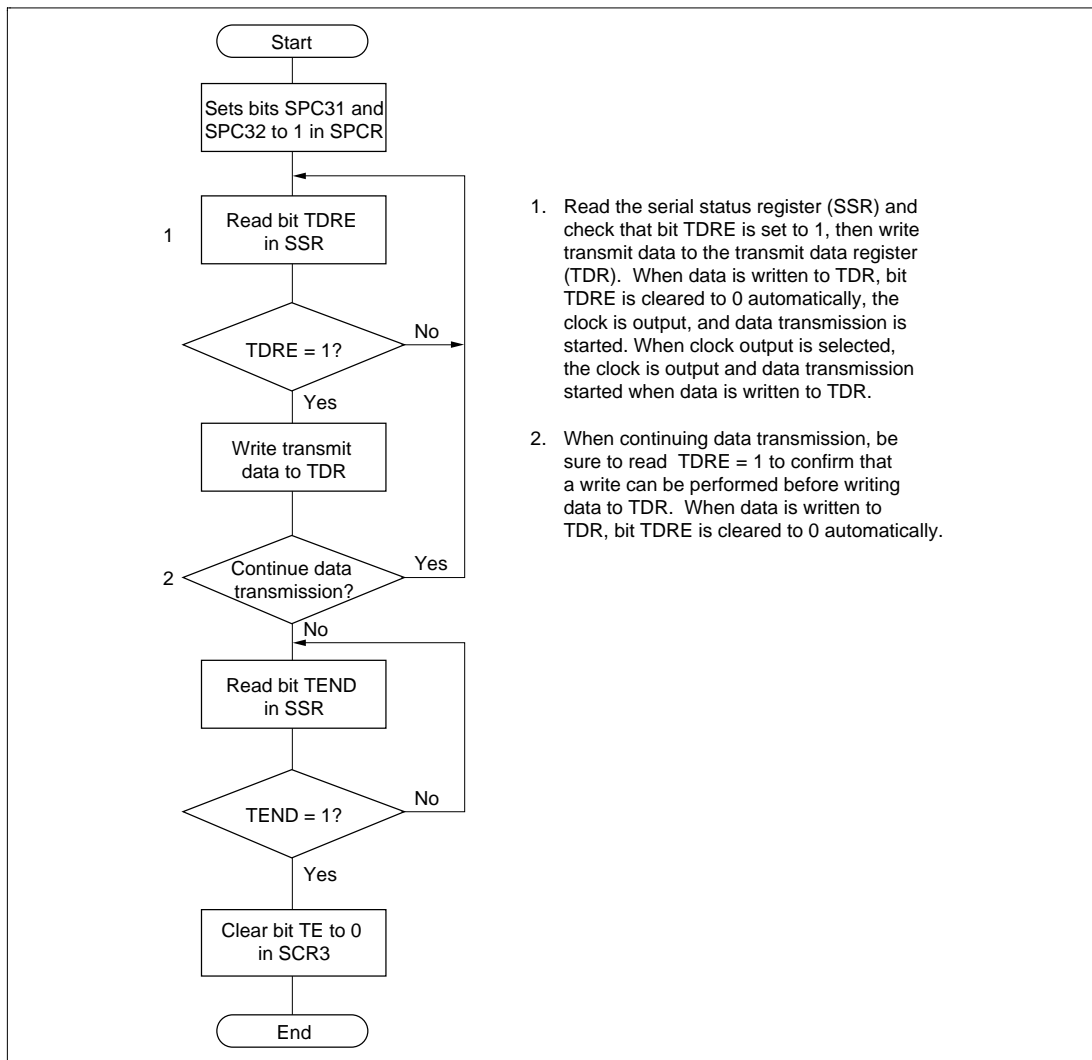 Start
Sets bits SPC31 and
SPC32 to 1 in SPCR
1
Read bit TDRE
in SSR
TDRE = 1?
No
Yes
Write transmit
data to TDR
2
Continue data
transmission?
Yes
No
Read bit TEND
in SSR
TEND = 1?
No
Yes
Clear bit TE to 0
in SCR3
End
1. Read the serial status register (SSR) and
check that bit TDRE is set to 1, then write
transmit data to the transmit data register
(TDR). When data is written to TDR, bit
TDRE is cleared to 0 automatically, the
clock is output, and data transmission is
started. When clock output is selected,
the clock is output and data transmission
started when data is written to TDR.
2. When continuing data transmission, be
sure to read TDRE = 1 to confirm that
a write can be performed before writing
data to TDR. When data is written to
TDR, bit TDRE is cleared to 0 automatically.